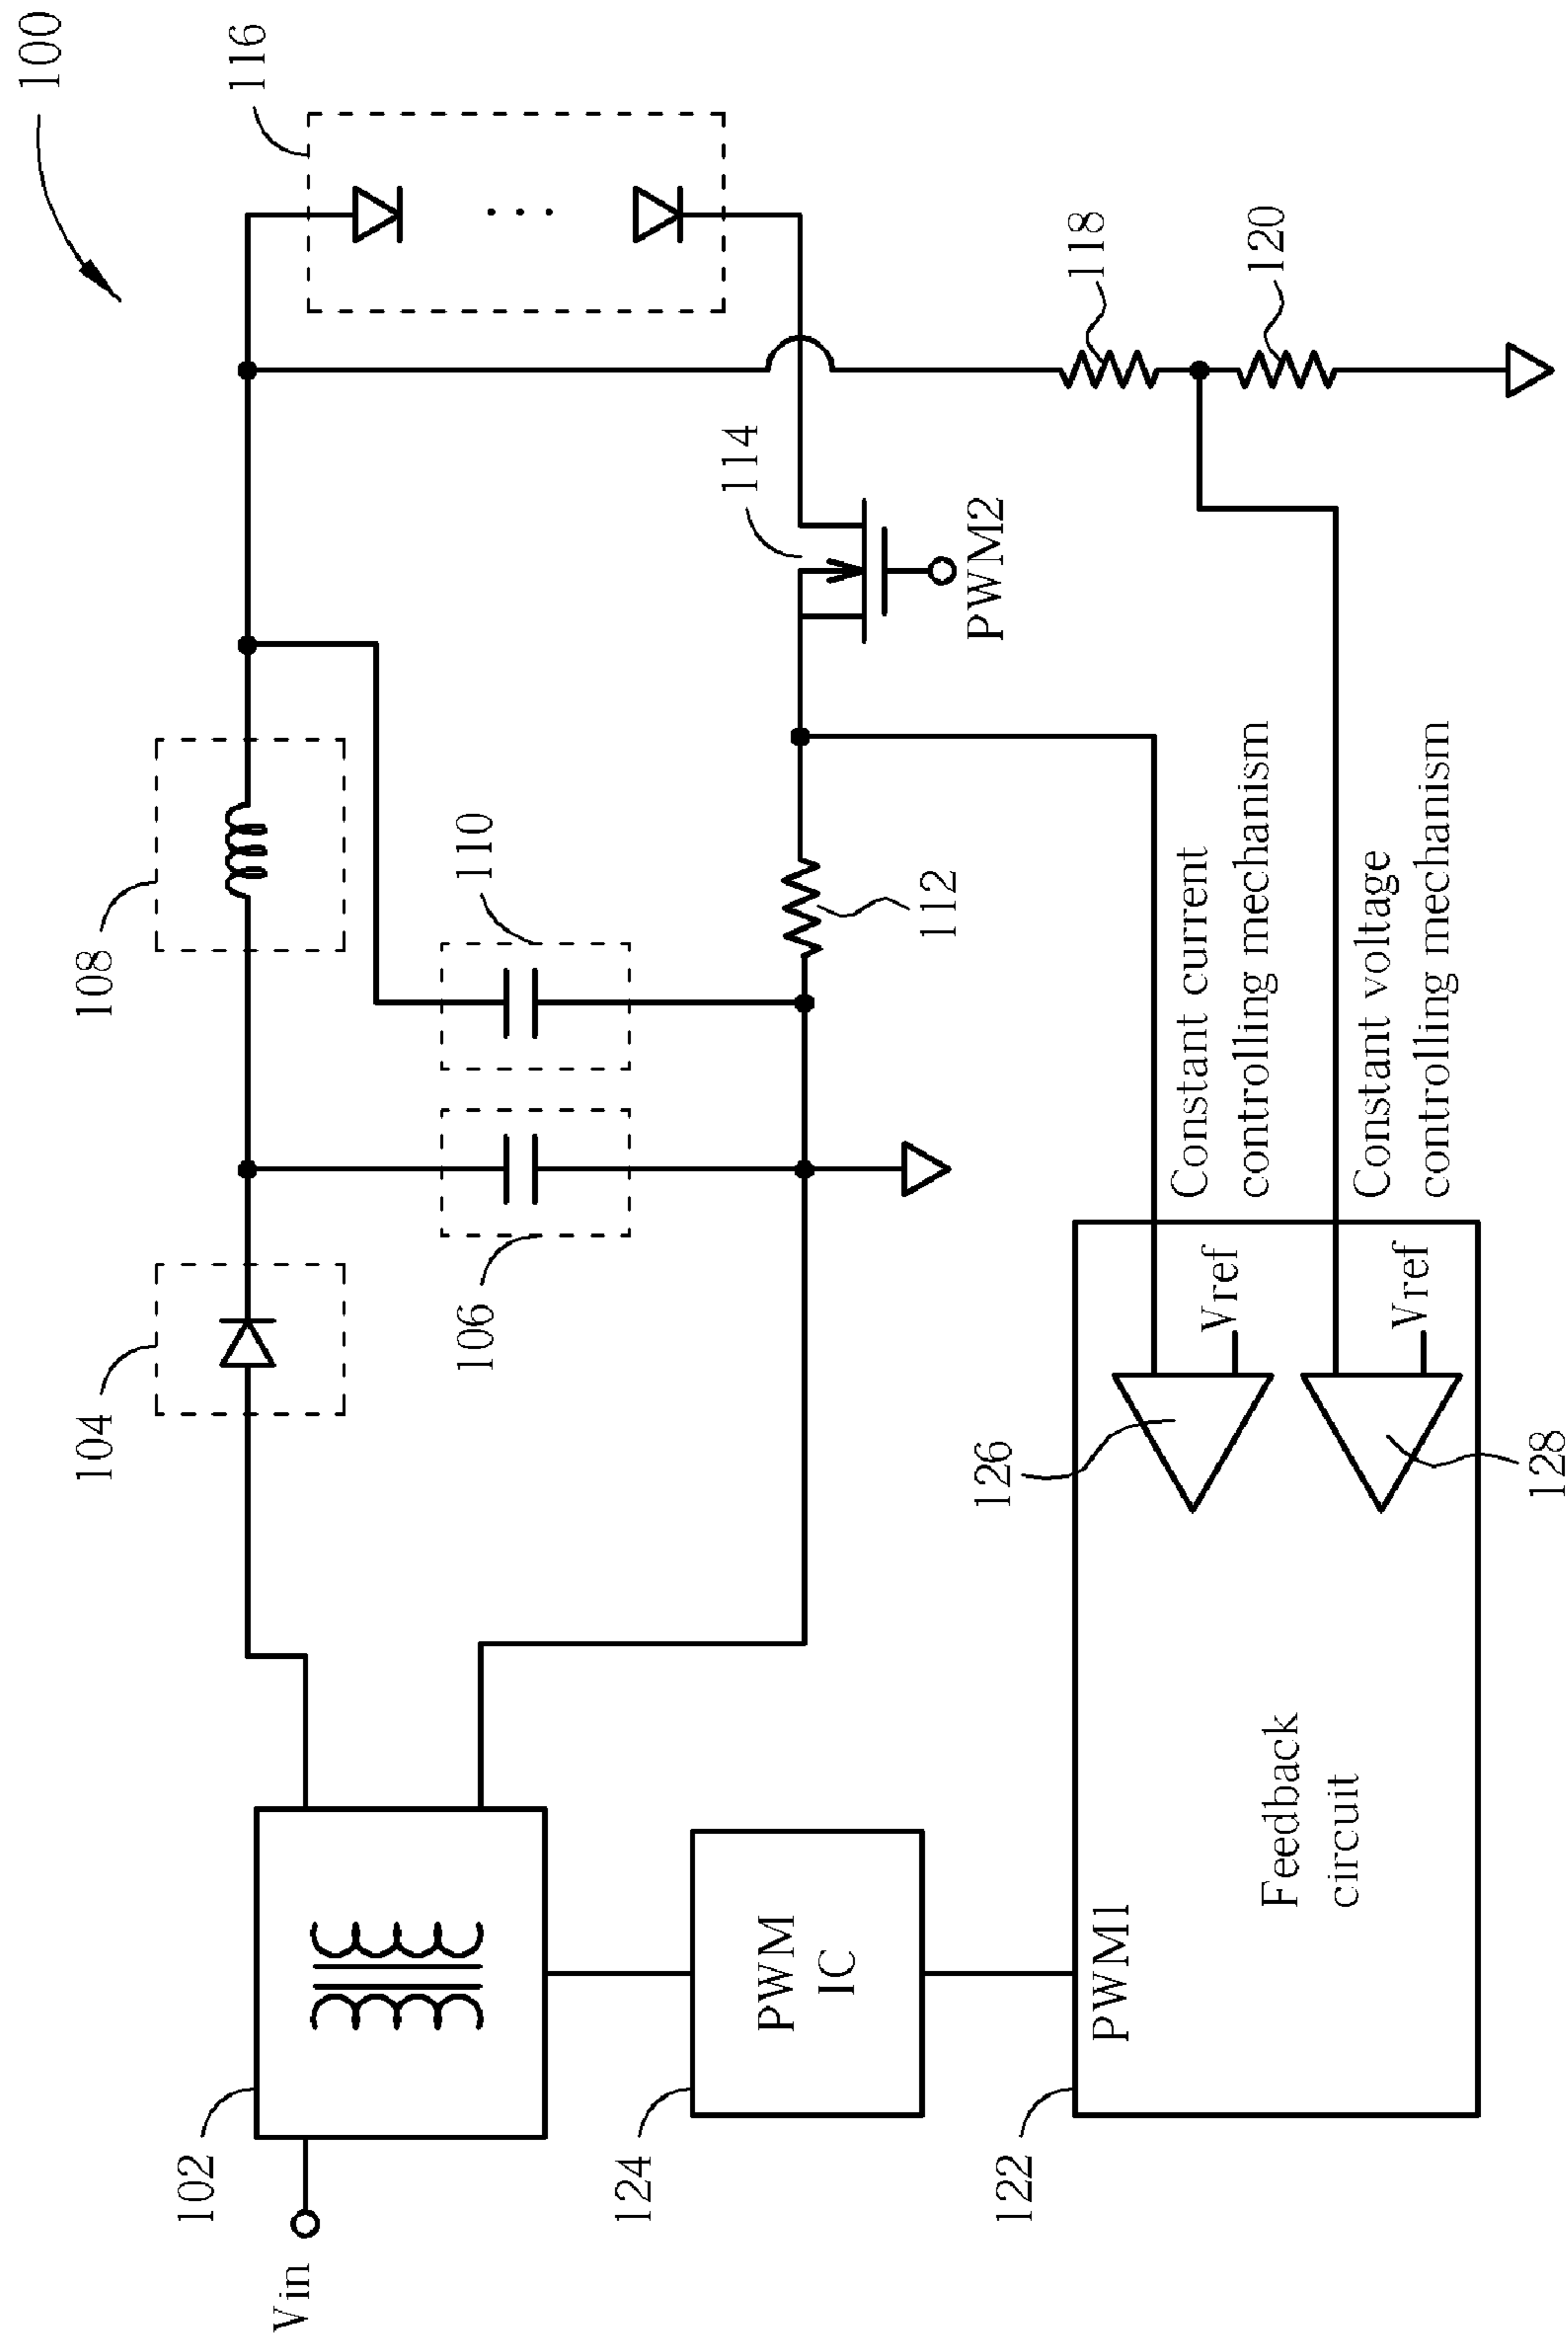 100
108
116
104
110
106
102
Vin
114
112
PWM2
118
120
124
PWM
IC
122
PWM1
Feedback
circuit
126
128
Vref
Vref
Constant current
controlling mechanism
Constant voltage
controlling mechanism